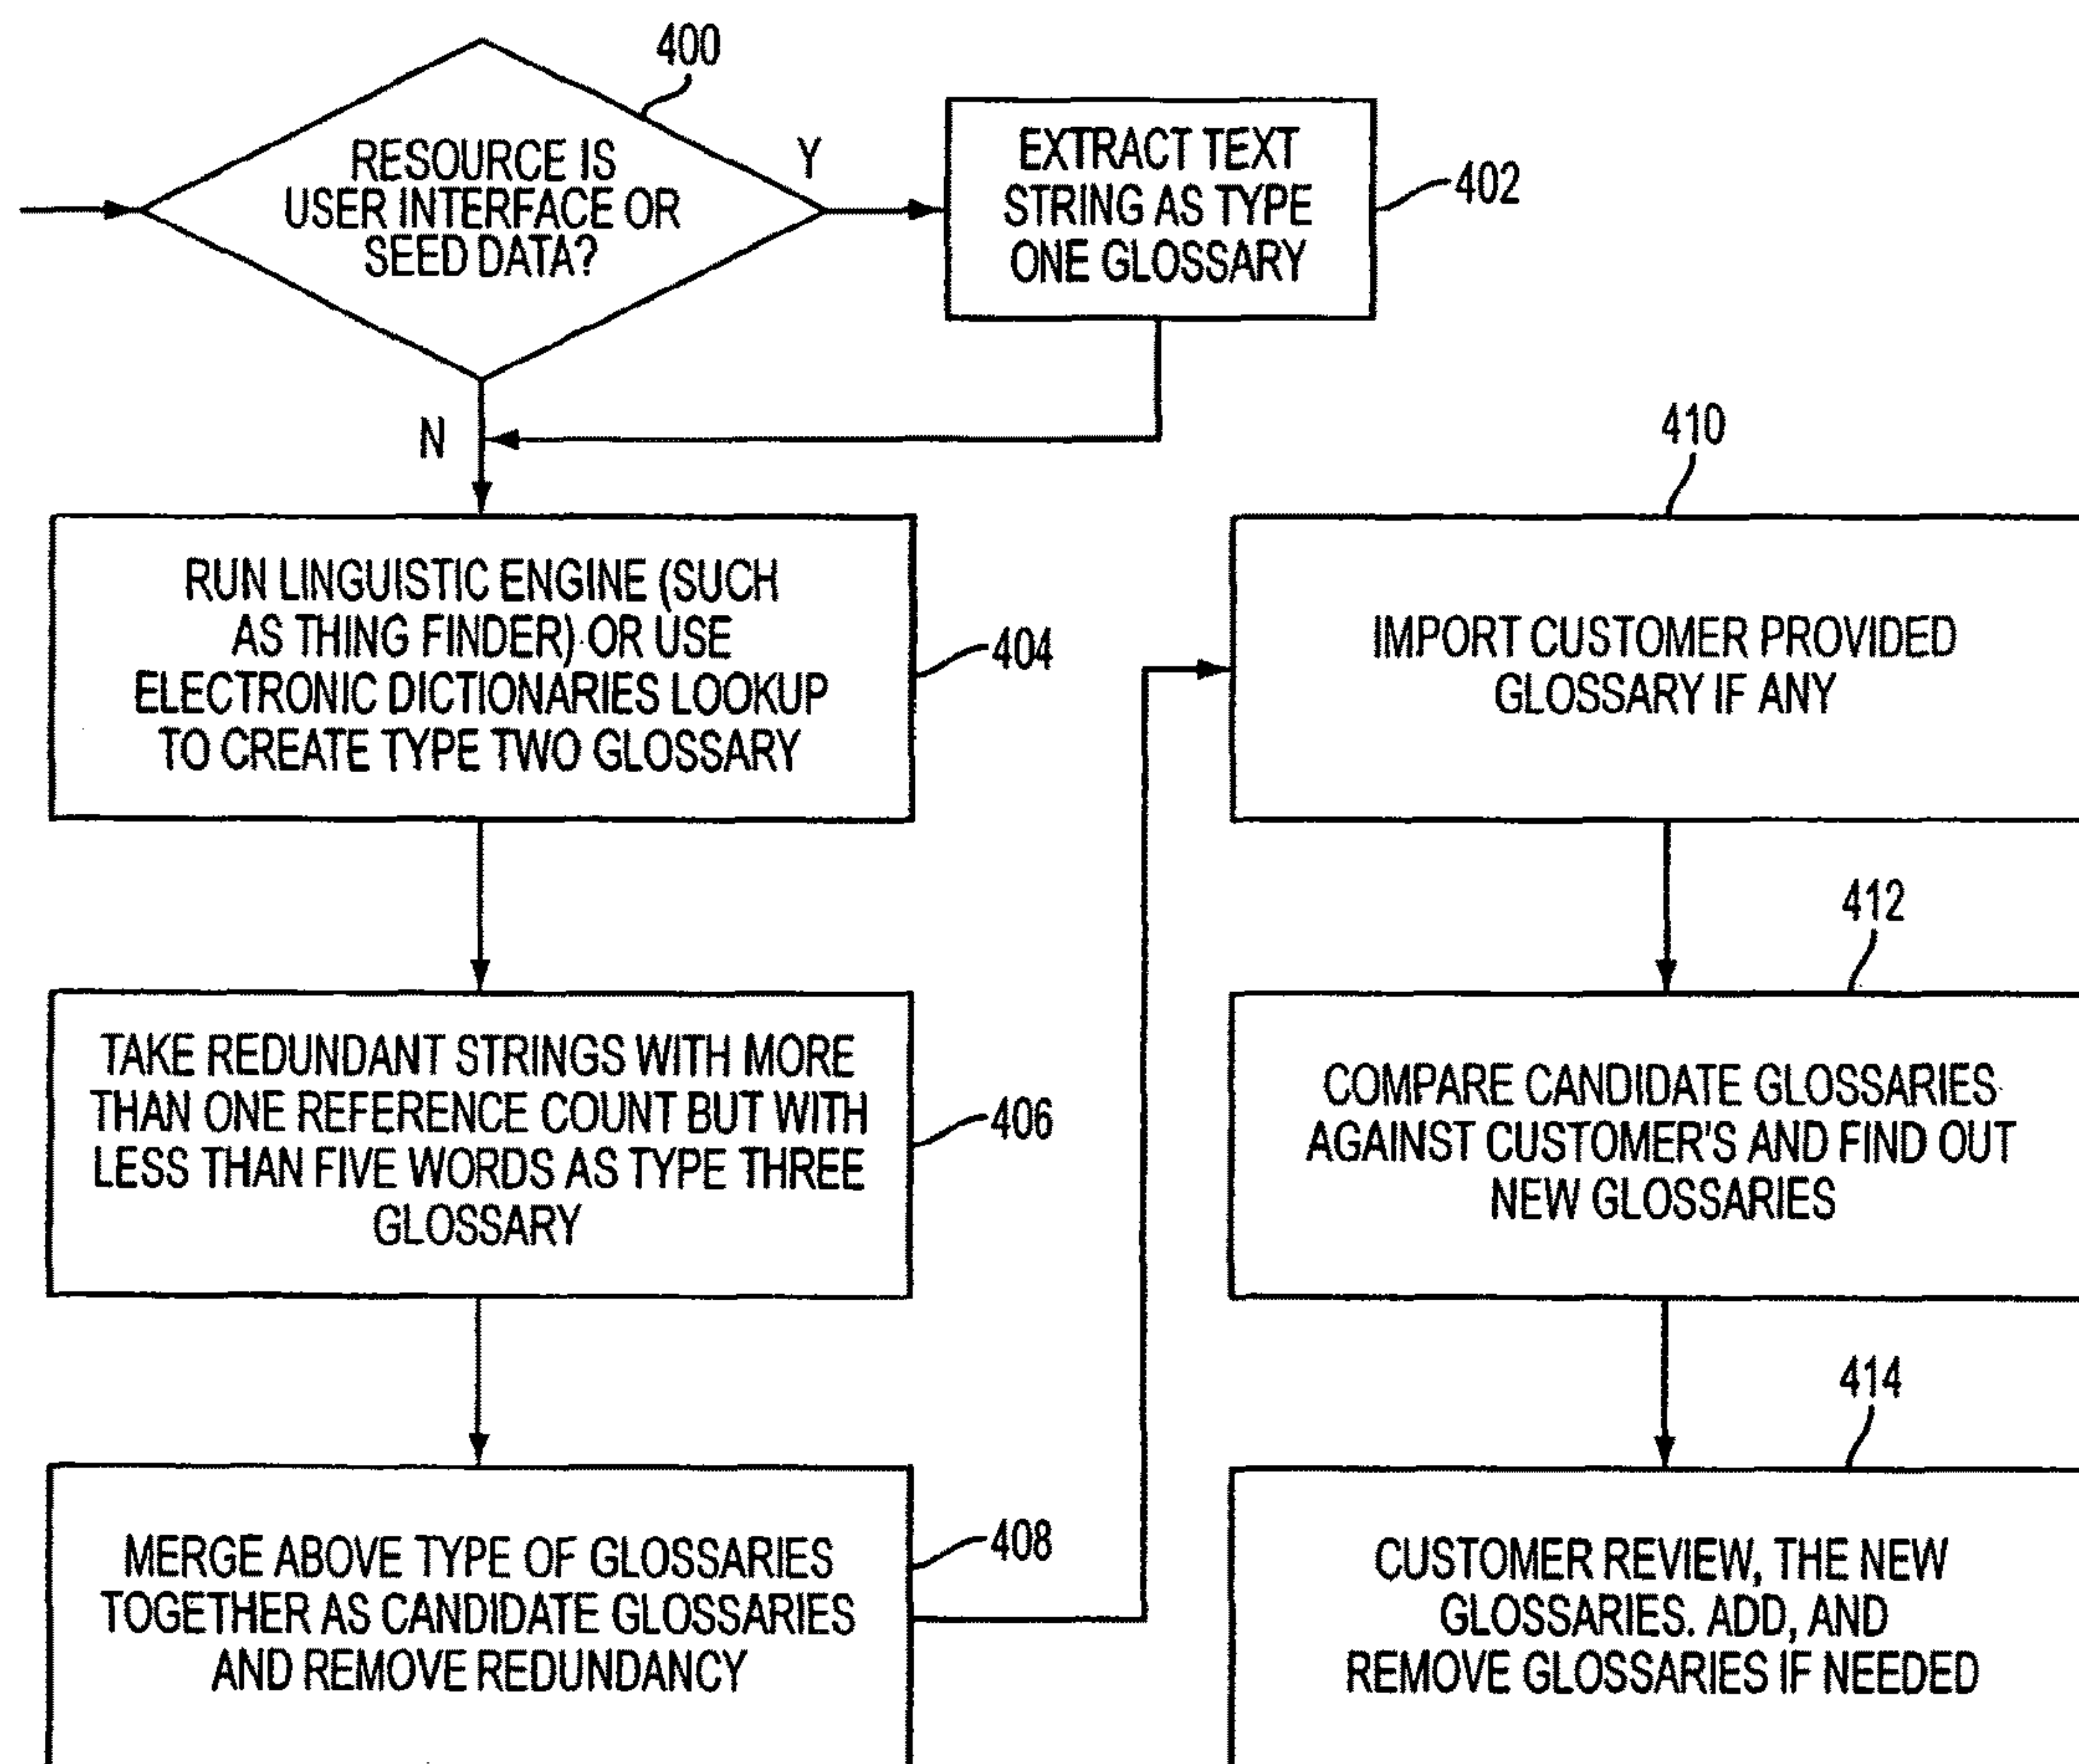 400
RESOURCE IS
USER INTERFACE OR
SEED DATA?
Y
EXTRACT TEXT
STRING AS TYPE
ONE GLOSSARY
402
N
RUN LINGUISTIC ENGINE (SUCH
AS THING FINDER) OR USE
ELECTRONIC DICTIONARIES LOOKUP
TO CREATE TYPE TWO GLOSSARY
404
TAKE REDUNDANT STRINGS WITH MORE
THAN ONE REFERENCE COUNT BUT WITH
LESS THAN FIVE WORDS AS TYPE THREE
GLOSSARY
406
MERGE ABOVE TYPE OF GLOSSARIES
TOGETHER AS CANDIDATE GLOSSARIES
AND REMOVE REDUNDANCY
408
410
IMPORT CUSTOMER PROVIDED
GLOSSARY IF ANY
412
COMPARE CANDIDATE GLOSSARIES
AGAINST CUSTOMER'S AND FIND OUT
NEW GLOSSARIES
414
CUSTOMER REVIEW, THE NEW
GLOSSARIES. ADD, AND
REMOVE GLOSSARIES IF NEEDED